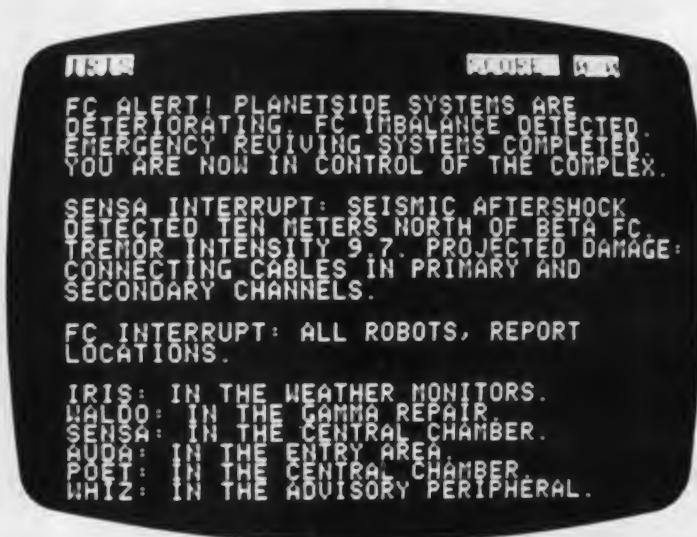 IRIS SCORE:
FC ALERT! PLANETSIDE SYSTEMS ARE
DETERIORATING. FC IMBALANCE DETECTED.
EMERGENCY REVIVING SYSTEMS COMPLETED.
YOU ARE NOW IN CONTROL OF THE COMPLEX.
SENSA INTERRUPT: SEISMIC AFTERSHOCK
DETECTED TEN METERS NORTH OF BETA FC.
TREMOR INTENSITY 9.7. PROJECTED DAMAGE:
CONNECTING CABLES IN PRIMARY AND
SECONDARY CHANNELS.
FC INTERRUPT: ALL ROBOTS, REPORT
LOCATIONS.
IRIS: IN THE WEATHER MONITORS.
WALDO: IN THE GAMMA REPAIR.
SENSA: IN THE CENTRAL CHAMBER.
AUDA: IN THE ENTRY AREA.
POET: IN THE CENTRAL CHAMBER.
WHIZ: IN THE ADVISORY PERIPHERAL.